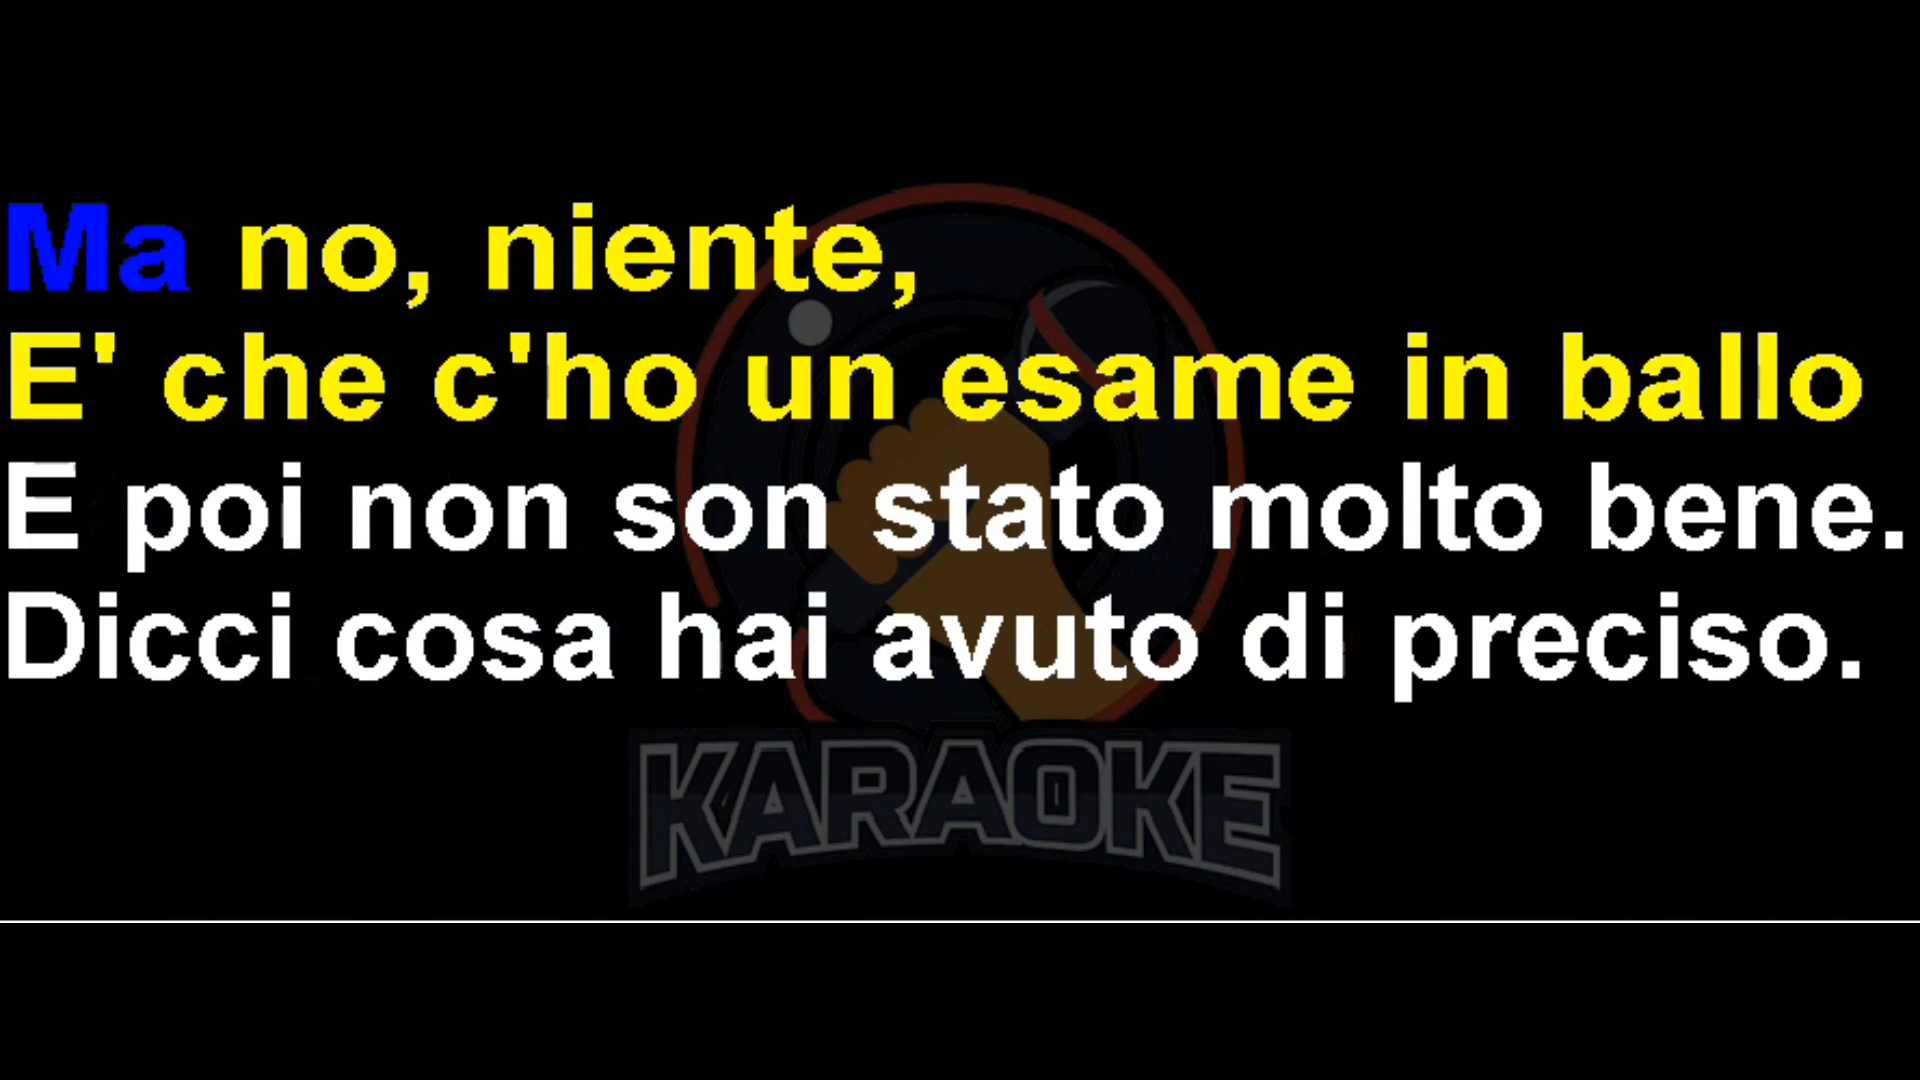 Ma no, niente,
E' che c'ho un esame in ballo
E poi non son stato molto bene.
Dicci cosa hai avuto di preciso.
KARAOKE